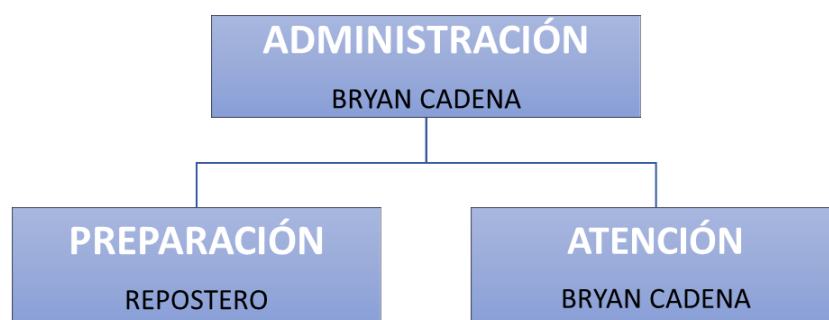 ADMINISTRACIÓN
BRYAN CADENA
PREPARACIÓN
REPOSTERO
ATENCIÓN
BRYAN CADENA